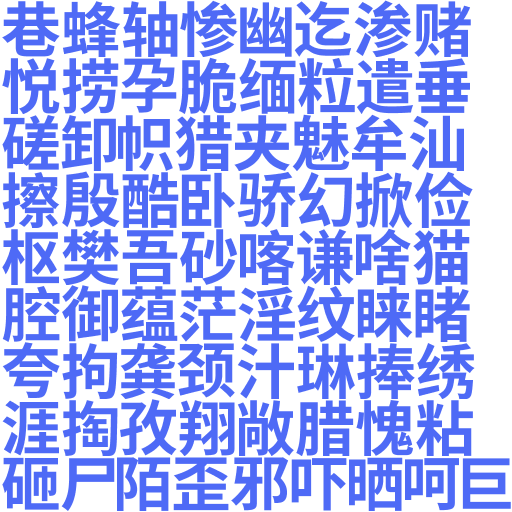 巷蜂轴惨幽迄渗赌
悦捞孕脆缅粒遣垂
磋卸帜猎夹魅牟汕
擦殷酷卧骄幻掀俭
枢樊吾砂喀谦啥猫
腔御蕴茫淫纹睐睹
夸拘龚颈汁琳捧绣
涯掏孜翔敞腊愧粘
砸尸陌歪邪吓晒呵巨